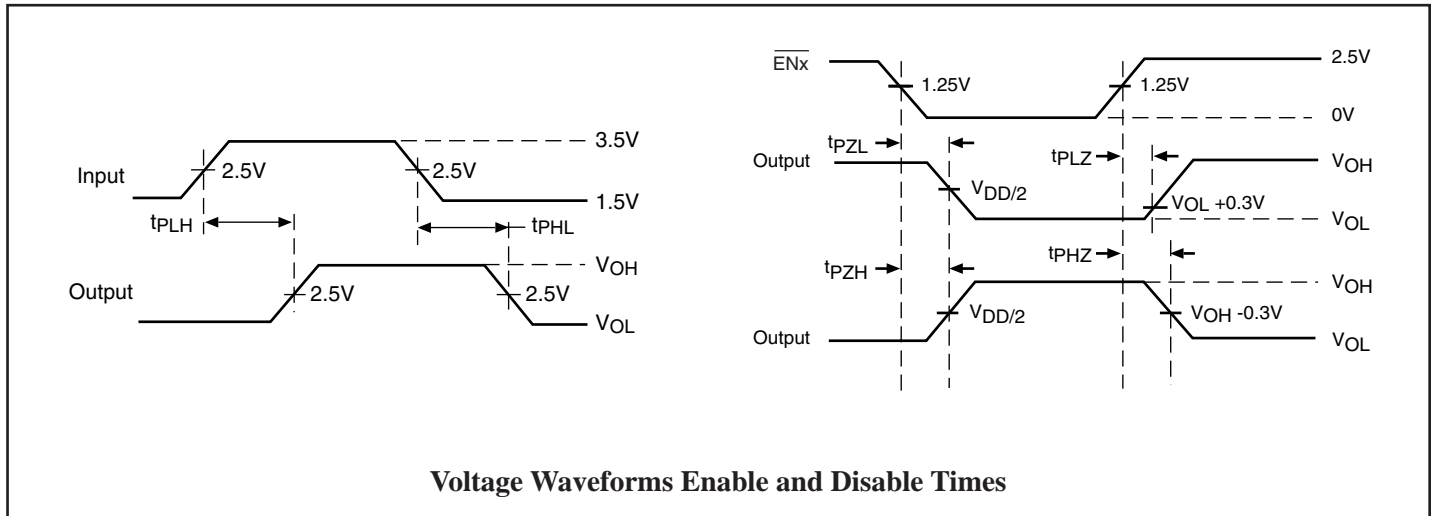 Input
2.5V
2.5V
3.5V
1.5V
tPLH
tPHL
Output
2.5V
2.5V
VOH
VOL
ENx
1.25V
1.25V
2.5V
0V
tPZL
tPLZ
Output
VDD/2
VOL +0.3V
VOH
VOL
tPZH
tPHZ
Output
VDD/2
VOH -0.3V
VOH
VOL
Voltage Waveforms Enable and Disable Times